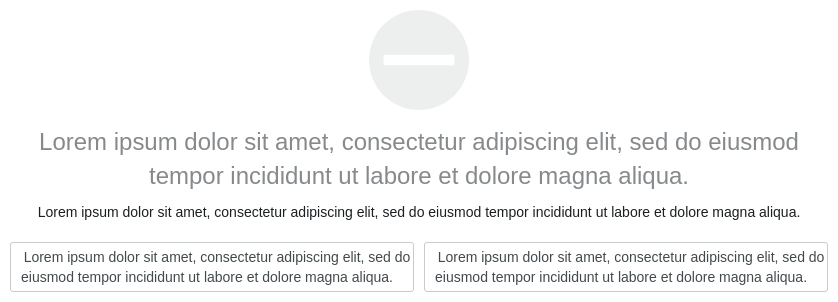 Lorem ipsum dolor sit amet, consectetur adipiscing elit, sed do eiusmod
tempor incididunt ut labore et dolore magna aliqua.
Lorem ipsum dolor sit amet, consectetur adipiscing elit, sed do eiusmod tempor incididunt ut labore et dolore magna aliqua.
Lorem ipsum dolor sit amet, consectetur adipiscing elit, sed do
eiusmod tempor incididunt ut labore et dolore magna aliqua.
Lorem ipsum dolor sit amet, consectetur adipiscing elit, sed do
eiusmod tempor incididunt ut labore et dolore magna aliqua.